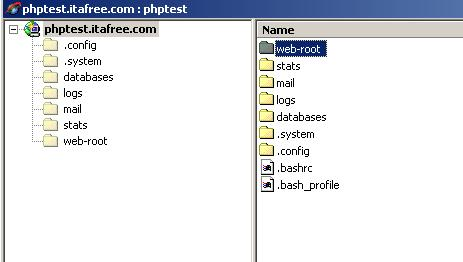 phptest.itafree.com : phptest
phptest.itafree.com
.config
.system
databases
logs
mail
stats
web-root
Name
web-root
stats
mail
logs
databases
.system
.config
.bashrc
.bash_profile